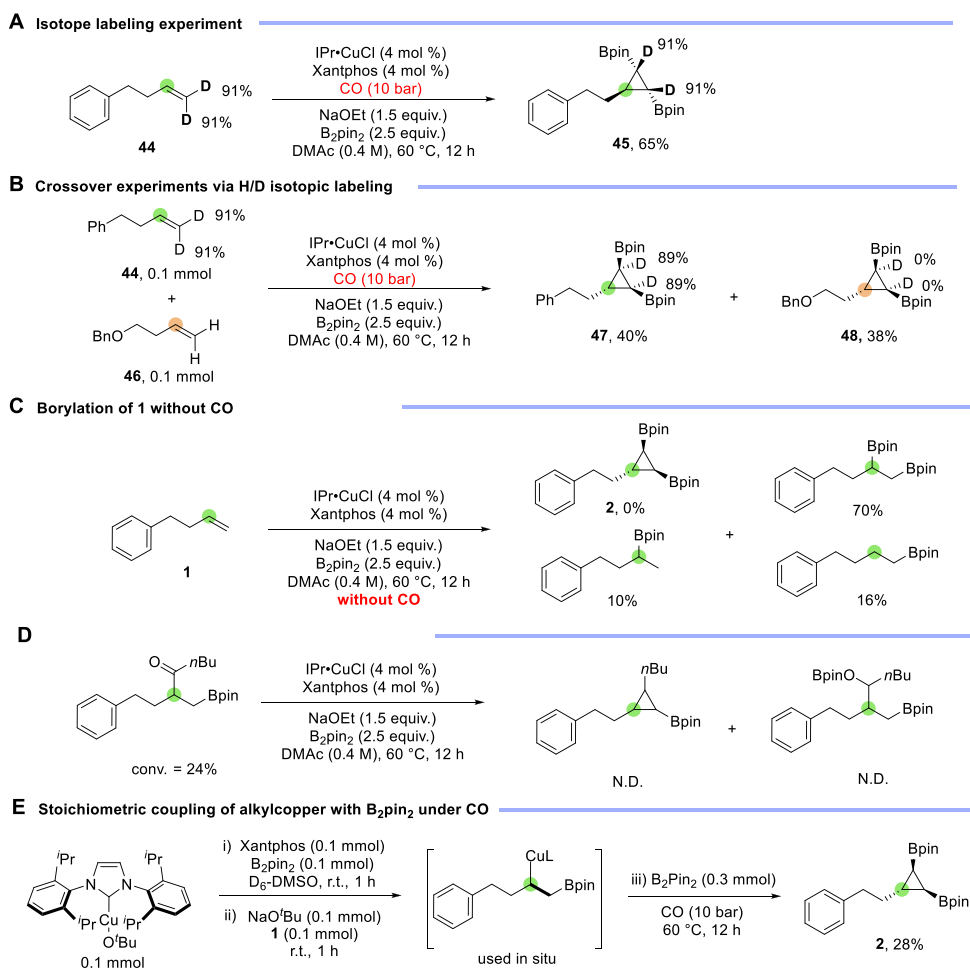 A Isotope labeling experiment
D 91%
D
91%
44
IPr•CuCl (4 mol %)
Xantphos (4 mol %)
CO (10 bar)
NaOEt (1.5 equiv.)
B2pin2 (2.5 equiv.)
DMAc (0.4 M), 60 °C, 12 h
Bpin D 91%
D 91%
Bpin
45, 65%
B Crossover experiments via H/D isotopic labeling
Ph D 91%
D 91%
44, 0.1 mmol
+
BnO H
H
46, 0.1 mmol
IPr•CuCl (4 mol %)
Xantphos (4 mol %)
CO (10 bar)
NaOEt (1.5 equiv.)
B2pin2 (2.5 equiv.)
DMAc (0.4 M), 60 °C, 12 h
Bpin
D 89%
D 89%
Ph Bpin
47, 40%
+
Bpin
D 0%
D 0%
BnO Bpin
48, 38%
C Borylation of 1 without CO
1
IPr•CuCl (4 mol %)
Xantphos (4 mol %)
NaOEt (1.5 equiv.)
B2pin2 (2.5 equiv.)
DMAc (0.4 M), 60 °C, 12 h
without CO
Bpin
Bpin
2, 0%
Bpin
10%
+
Bpin
Bpin
70%
Bpin
16%
D
O nBu
Bpin
conv. = 24%
IPr•CuCl (4 mol %)
Xantphos (4 mol %)
NaOEt (1.5 equiv.)
B2pin2 (2.5 equiv.)
DMAc (0.4 M), 60 °C, 12 h
nBu
Bpin
N.D.
+
BpinO nBu
Bpin
N.D.
E Stoichiometric coupling of alkylcopper with B2pin2 under CO
iPr iPr
N N
iPr iPr
Cu
OtBu
0.1 mmol
i) Xantphos (0.1 mmol)
B2pin2 (0.1 mmol)
D6-DMSO, r.t., 1 h
ii) NaOtBu (0.1 mmol)
1 (0.1 mmol)
r.t., 1 h
CuL
Bpin
used in situ
iii) B2Pin2 (0.3 mmol)
CO (10 bar)
60 °C, 12 h
Bpin
Bpin
2, 28%